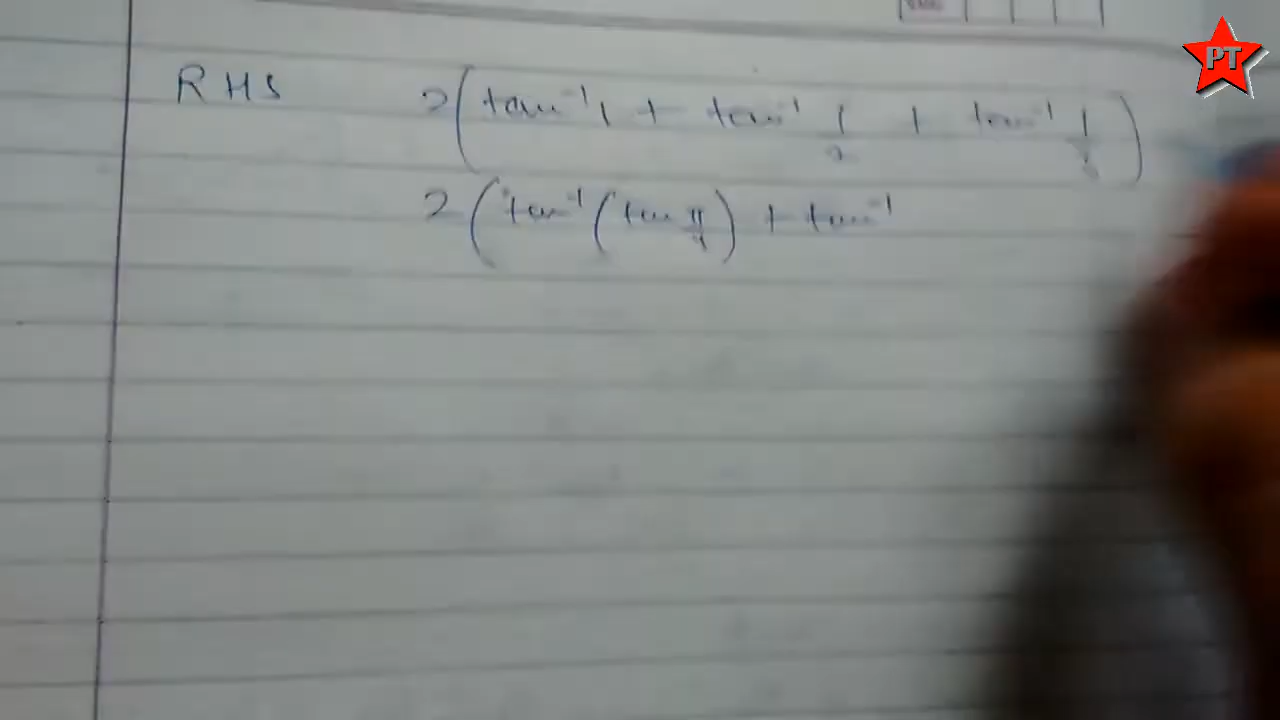 PT
RHS 2(tan⁻¹1 + tan⁻¹ 1/2 + tan⁻¹ 1/3)
2(tan⁻¹(tan π/4) + tan⁻¹